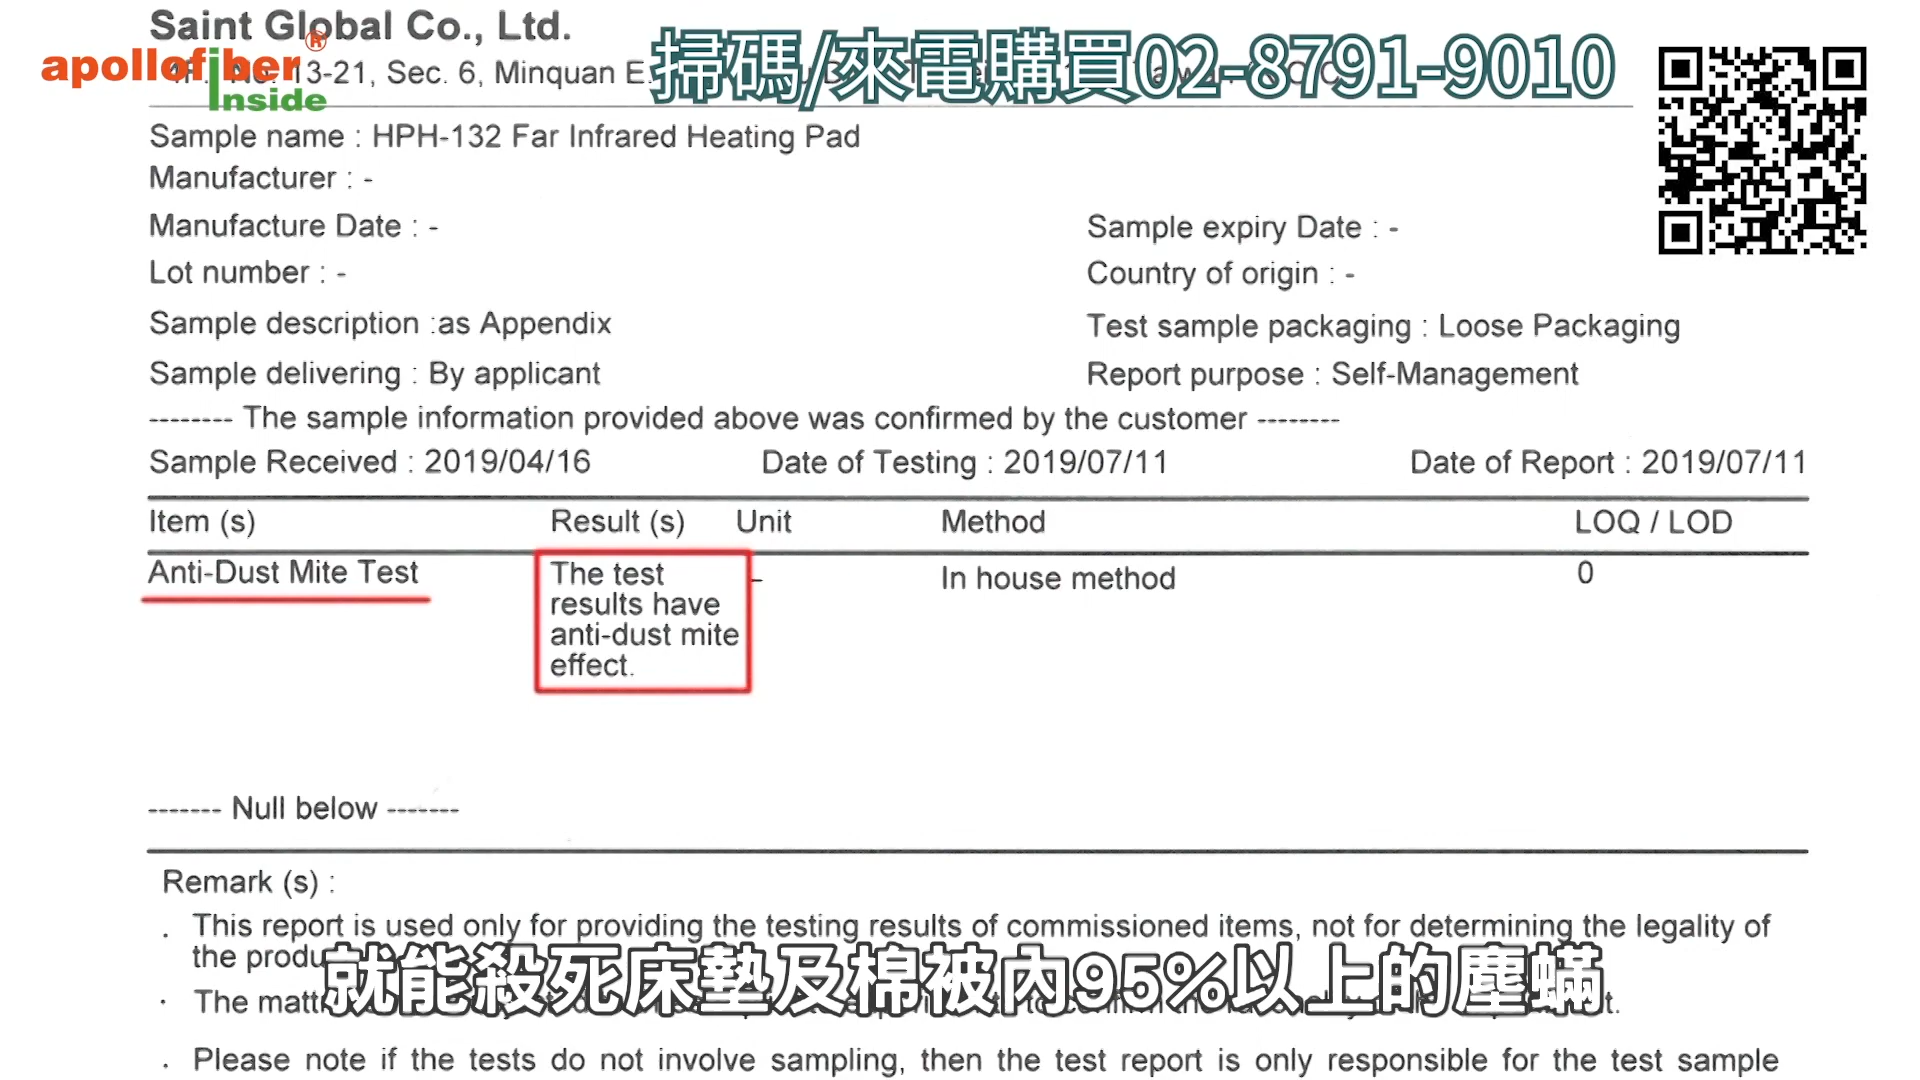 Saint Global Co., Ltd.
apollofiber®
Inside
13-21, Sec. 6, Minquan E.
掃碼/來電購買02-8791-9010
Sample name : HPH-132 Far Infrared Heating Pad
Manufacturer : -
Manufacture Date : -
Sample expiry Date : -
Lot number : -
Country of origin : -
Sample description :as Appendix
Test sample packaging : Loose Packaging
Sample delivering : By applicant
Report purpose : Self-Management
-------- The sample information provided above was confirmed by the customer --------
Sample Received : 2019/04/16 Date of Testing : 2019/07/11 Date of Report : 2019/07/11
Item (s) Result (s) Unit Method LOQ / LOD
Anti-Dust Mite Test
The test
results have
anti-dust mite
effect.
-
In house method
0
------- Null below -------
Remark (s) :
. This report is used only for providing the testing results of commissioned items, not for determining the legality of
the
就能殺死床墊及棉被內95%以上的塵蟎
. The
. Please note if the tests do not involve sampling, then the test report is only responsible for the test sample